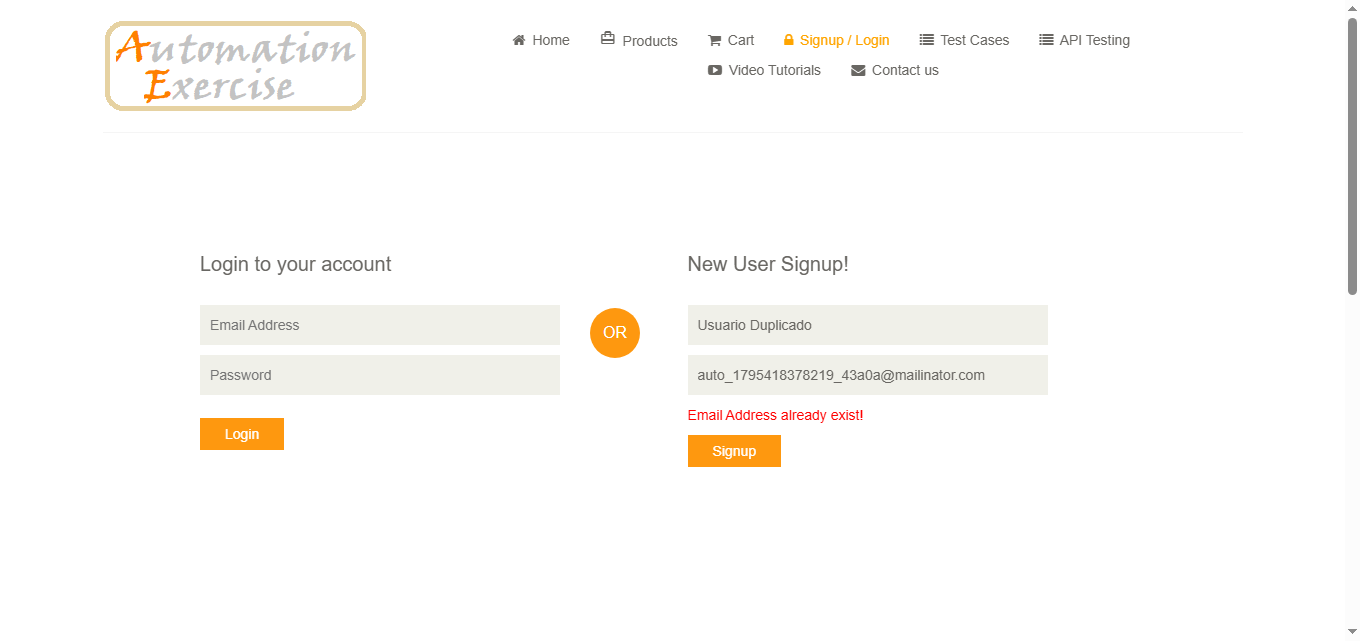 Automation
Exercise
Home
Products
Cart
Signup / Login
Test Cases
API Testing
Video Tutorials
Contact us
Login to your account
Email Address
Password
Login
OR
New User Signup!
Usuario Duplicado
auto_1795418378219_43a0a@mailinator.com
Email Address already exist!
Signup